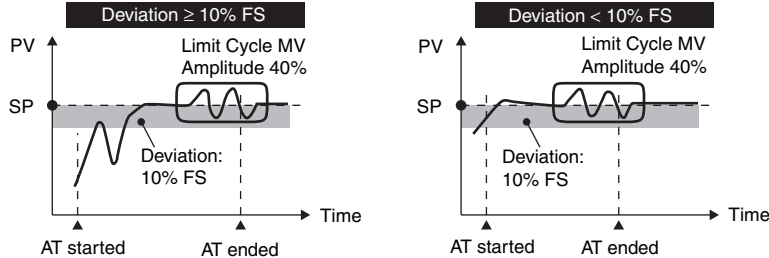 Deviation ≥ 10% FS
PV
Limit Cycle MV
Amplitude 40%
SP
Deviation:
10% FS
Time
AT started
AT ended
Deviation < 10% FS
PV
Limit Cycle MV
Amplitude 40%
SP
Deviation:
10% FS
Time
AT started
AT ended